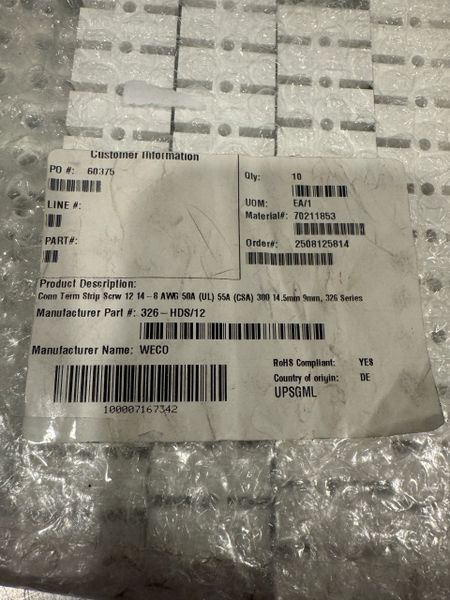 Customer Information
PO #: 60375
LINE #:
PART#:
Qty: 10
UOM: EA/1
Material#: 70211853
Order#: 2508125814
Product Description:
Conn Term Strip Scrw 12 14-6 AWG 50A (UL) 55A (CSA) 300 14.5mm 9mm, 326 Series
Manufacturer Part #: 326-HDS/12
Manufacturer Name: WECO
100007167342
RoHS Compliant: YES
Country of origin: DE
UPSGML